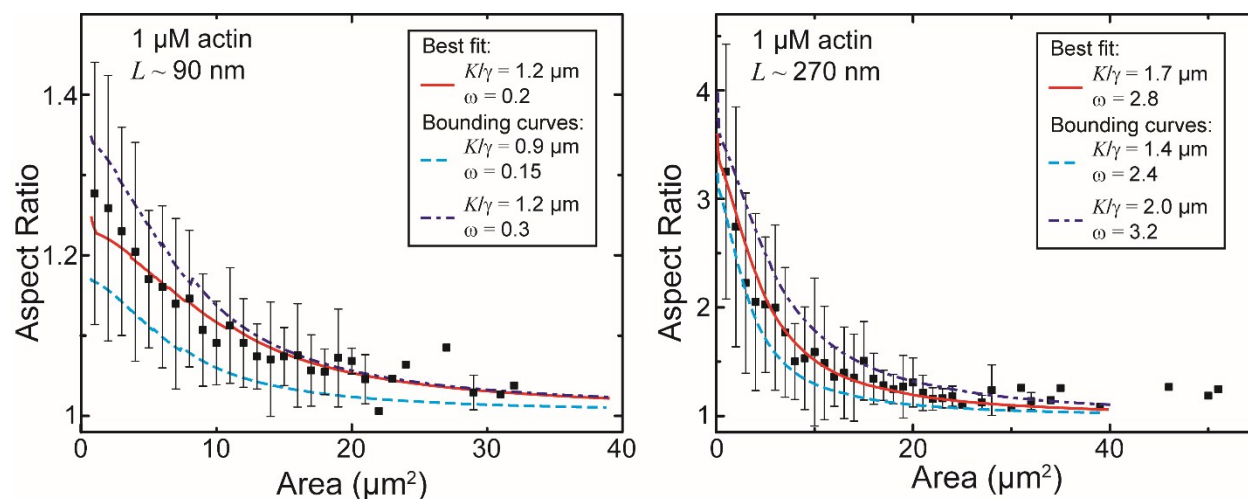 1 μM actin
L ~ 90 nm
Best fit:
K/γ = 1.2 μm
ω = 0.2
Bounding curves:
K/γ = 0.9 μm
ω = 0.15
K/γ = 1.2 μm
ω = 0.3
Aspect Ratio
1.4
1.2
1
0
10
20
30
40
Area (μm²)
1 μM actin
L ~ 270 nm
Best fit:
K/γ = 1.7 μm
ω = 2.8
Bounding curves:
K/γ = 1.4 μm
ω = 2.4
K/γ = 2.0 μm
ω = 3.2
Aspect Ratio
4
3
2
1
0
20
40
Area (μm²)